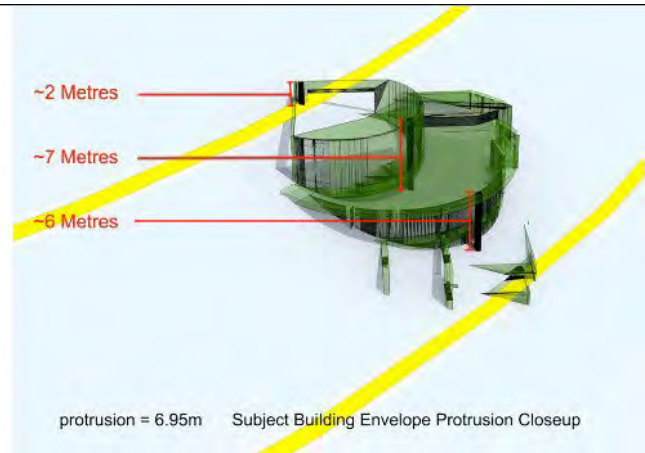 ~2 Metres
~7 Metres
~6 Metres
protrusion = 6.95m Subject Building Envelope Protrusion Closeup